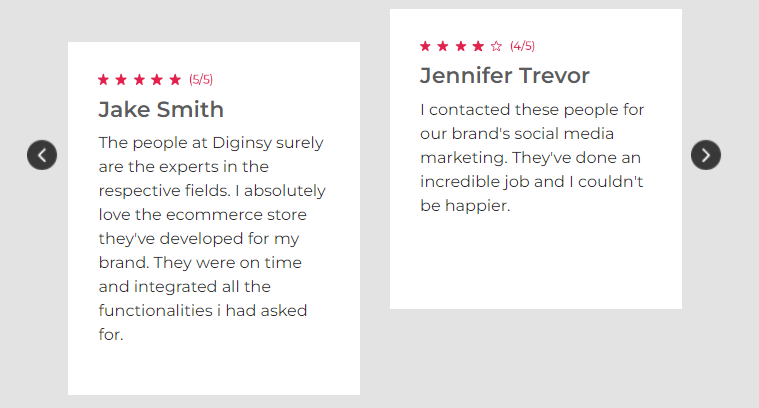 (5/5)
Jake Smith
The people at Diginsy surely
are the experts in the
respective fields. I absolutely
love the ecommerce store
they've developed for my
brand. They were on time
and integrated all the
functionalities i had asked
for.
(4/5)
Jennifer Trevor
I contacted these people for
our brand's social media
marketing. They've done an
incredible job and I couldn't
be happier.